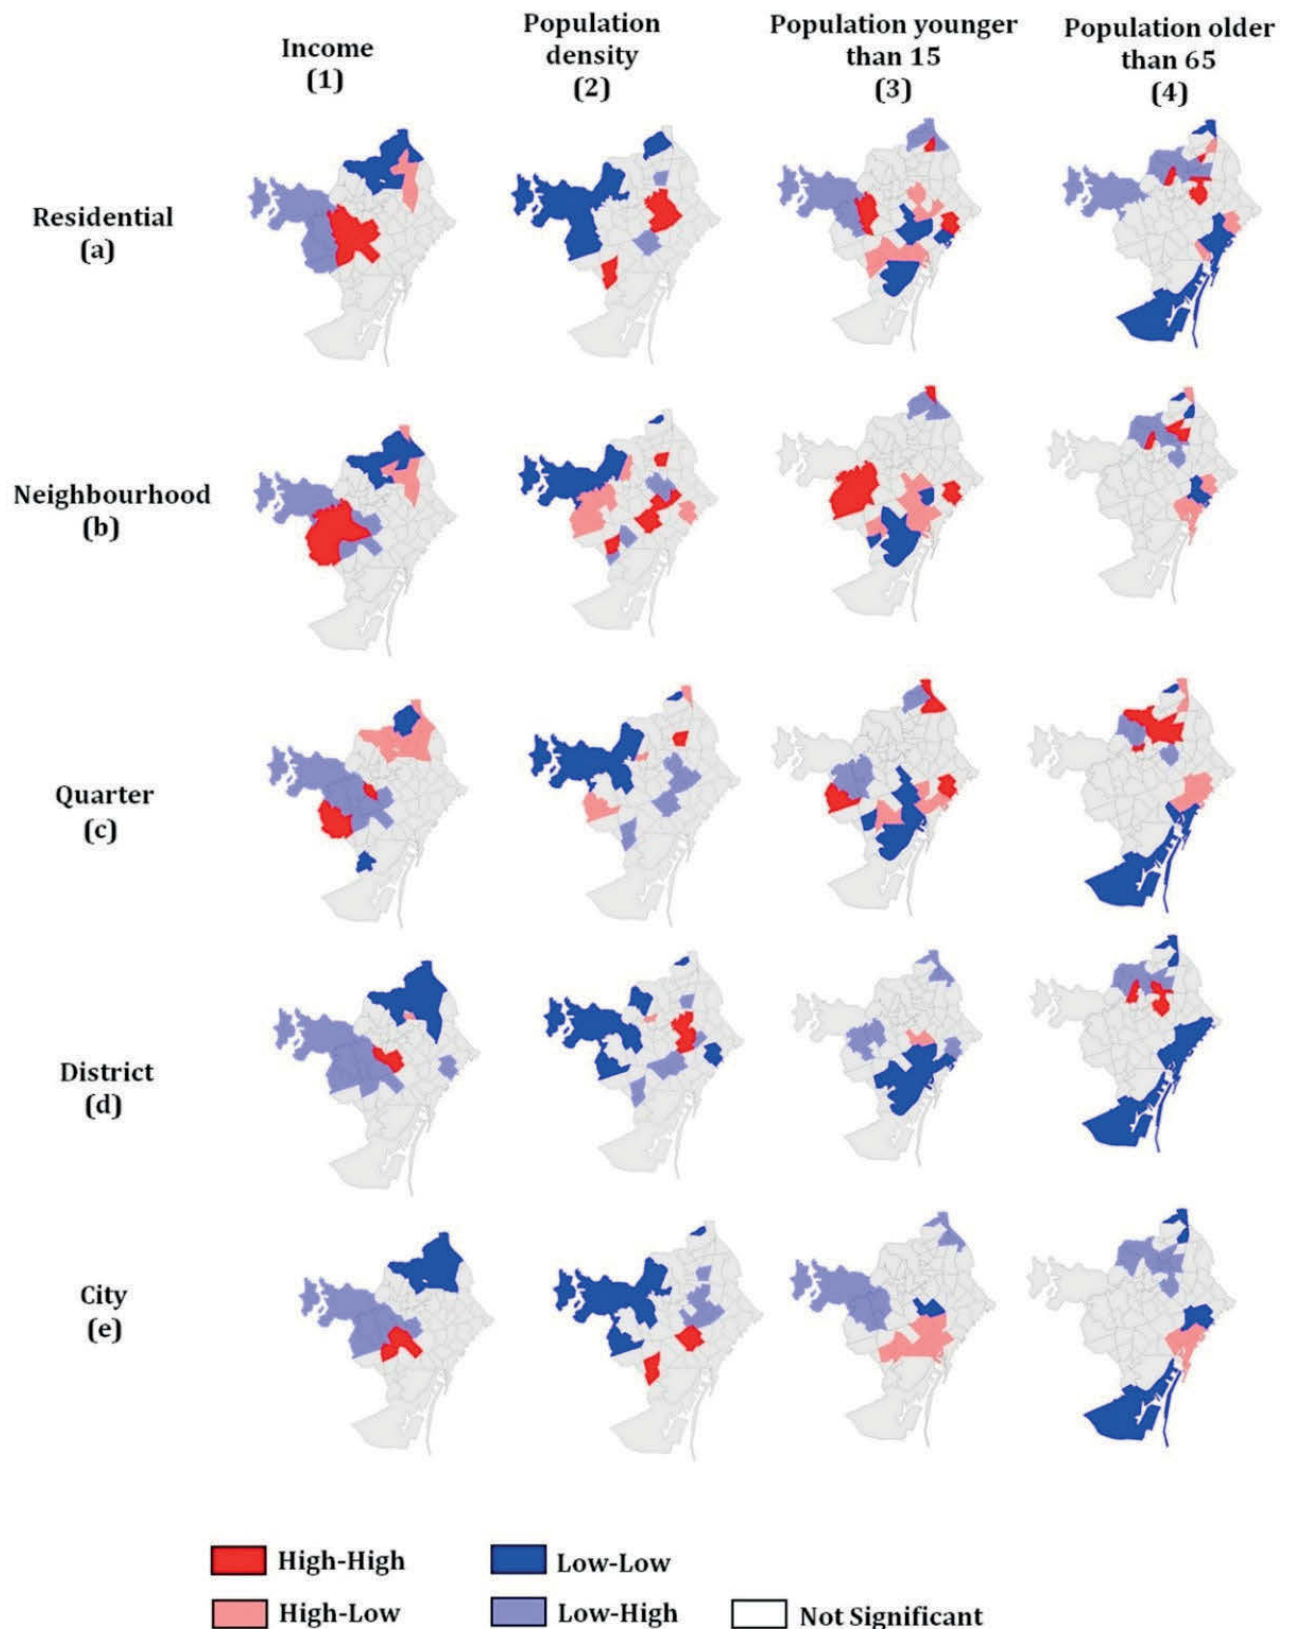 Income
(1)
Population
density
(2)
Population younger
than 15
(3)
Population older
than 65
(4)
Residential
(a)
Neighbourhood
(b)
Quarter
(c)
District
(d)
City
(e)
High-High
Low-Low
High-Low
Low-High
Not Significant